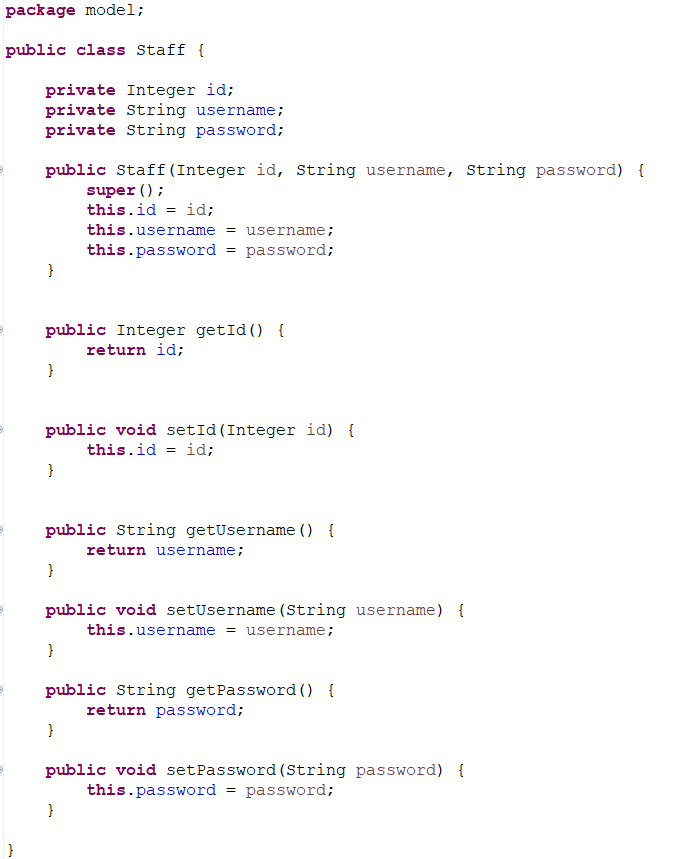 package model;
public class Staff {
private Integer id;
private String username;
private String password;
public Staff(Integer id, String username, String password) {
super();
this.id = id;
this.username = username;
this.password = password;
}
public Integer getId() {
return id;
}
public void setId(Integer id) {
this.id = id;
}
public String getUsername() {
return username;
}
public void setUsername(String username) {
this.username = username;
}
public String getPassword() {
return password;
}
public void setPassword(String password) {
this.password = password;
}
}